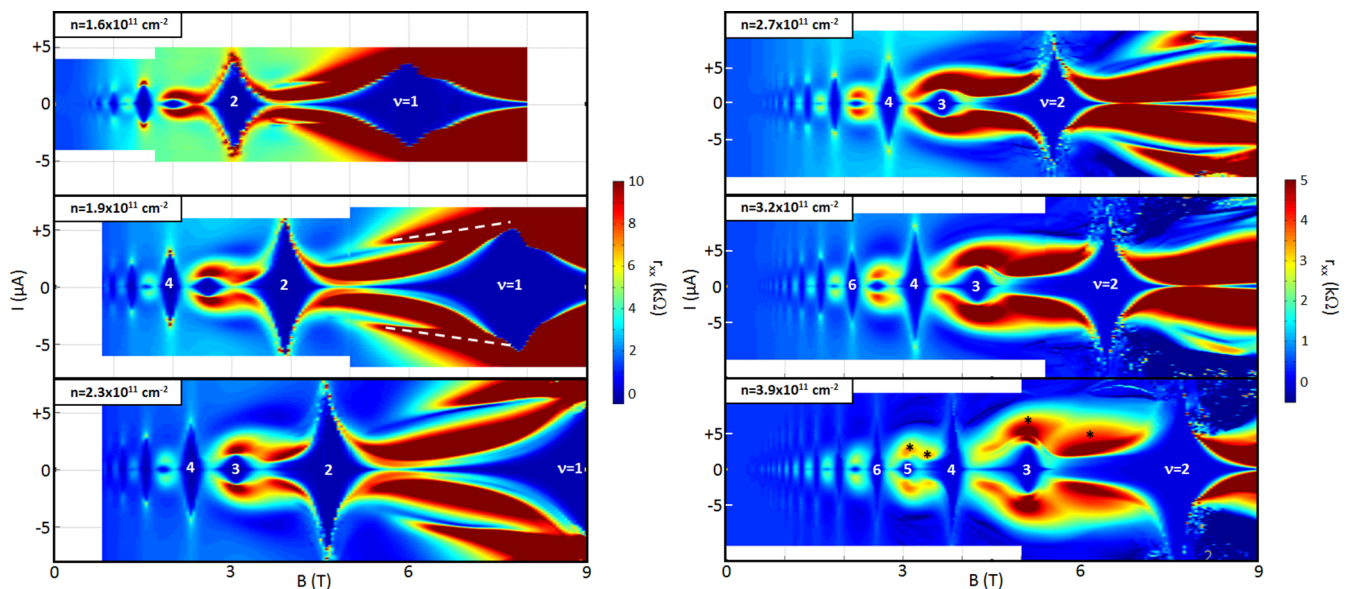 n=1.6x10¹¹ cm⁻²
+5
0
-5
2
ν=1
n=1.9x10¹¹ cm⁻²
+5
0
-5
4
2
ν=1
I (µA)
n=2.3x10¹¹ cm⁻²
+5
0
-5
4
3
2
ν=1
0
3
6
9
B (T)
10
8
6
4
2
0
r_xx (kΩ)
n=2.7x10¹¹ cm⁻²
+5
0
-5
4
3
ν=2
n=3.2x10¹¹ cm⁻²
+5
0
-5
6
4
3
ν=2
I (µA)
n=3.9x10¹¹ cm⁻²
+5
0
-5
* * * *
6
5
4
3
ν=2
2
3
6
9
B (T)
5
4
3
2
1
0
r_xx (kΩ)